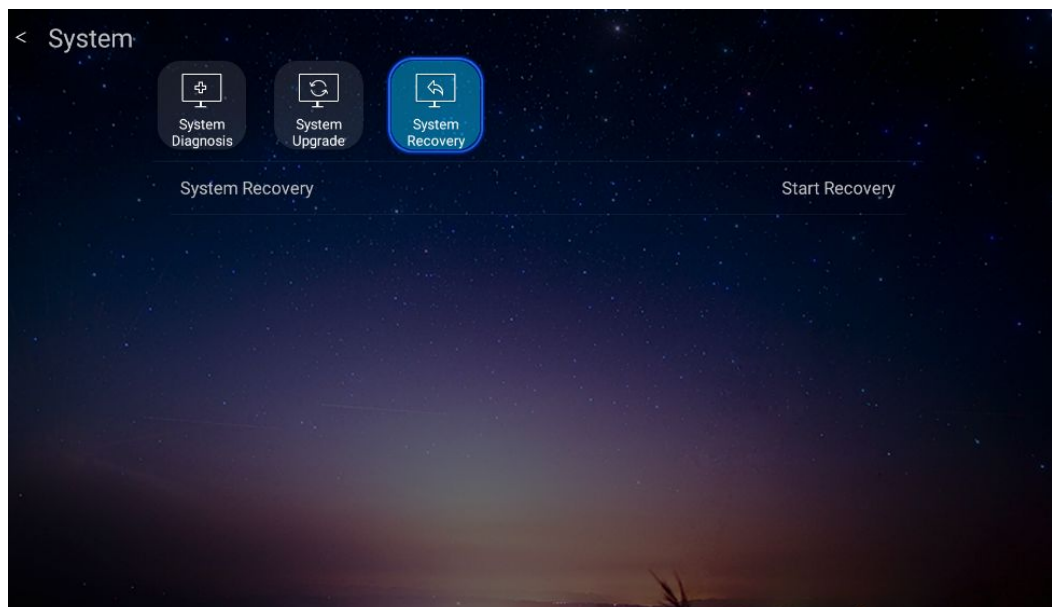 < System
System
Diagnosis
System
Upgrade
System
Recovery
System Recovery
Start Recovery